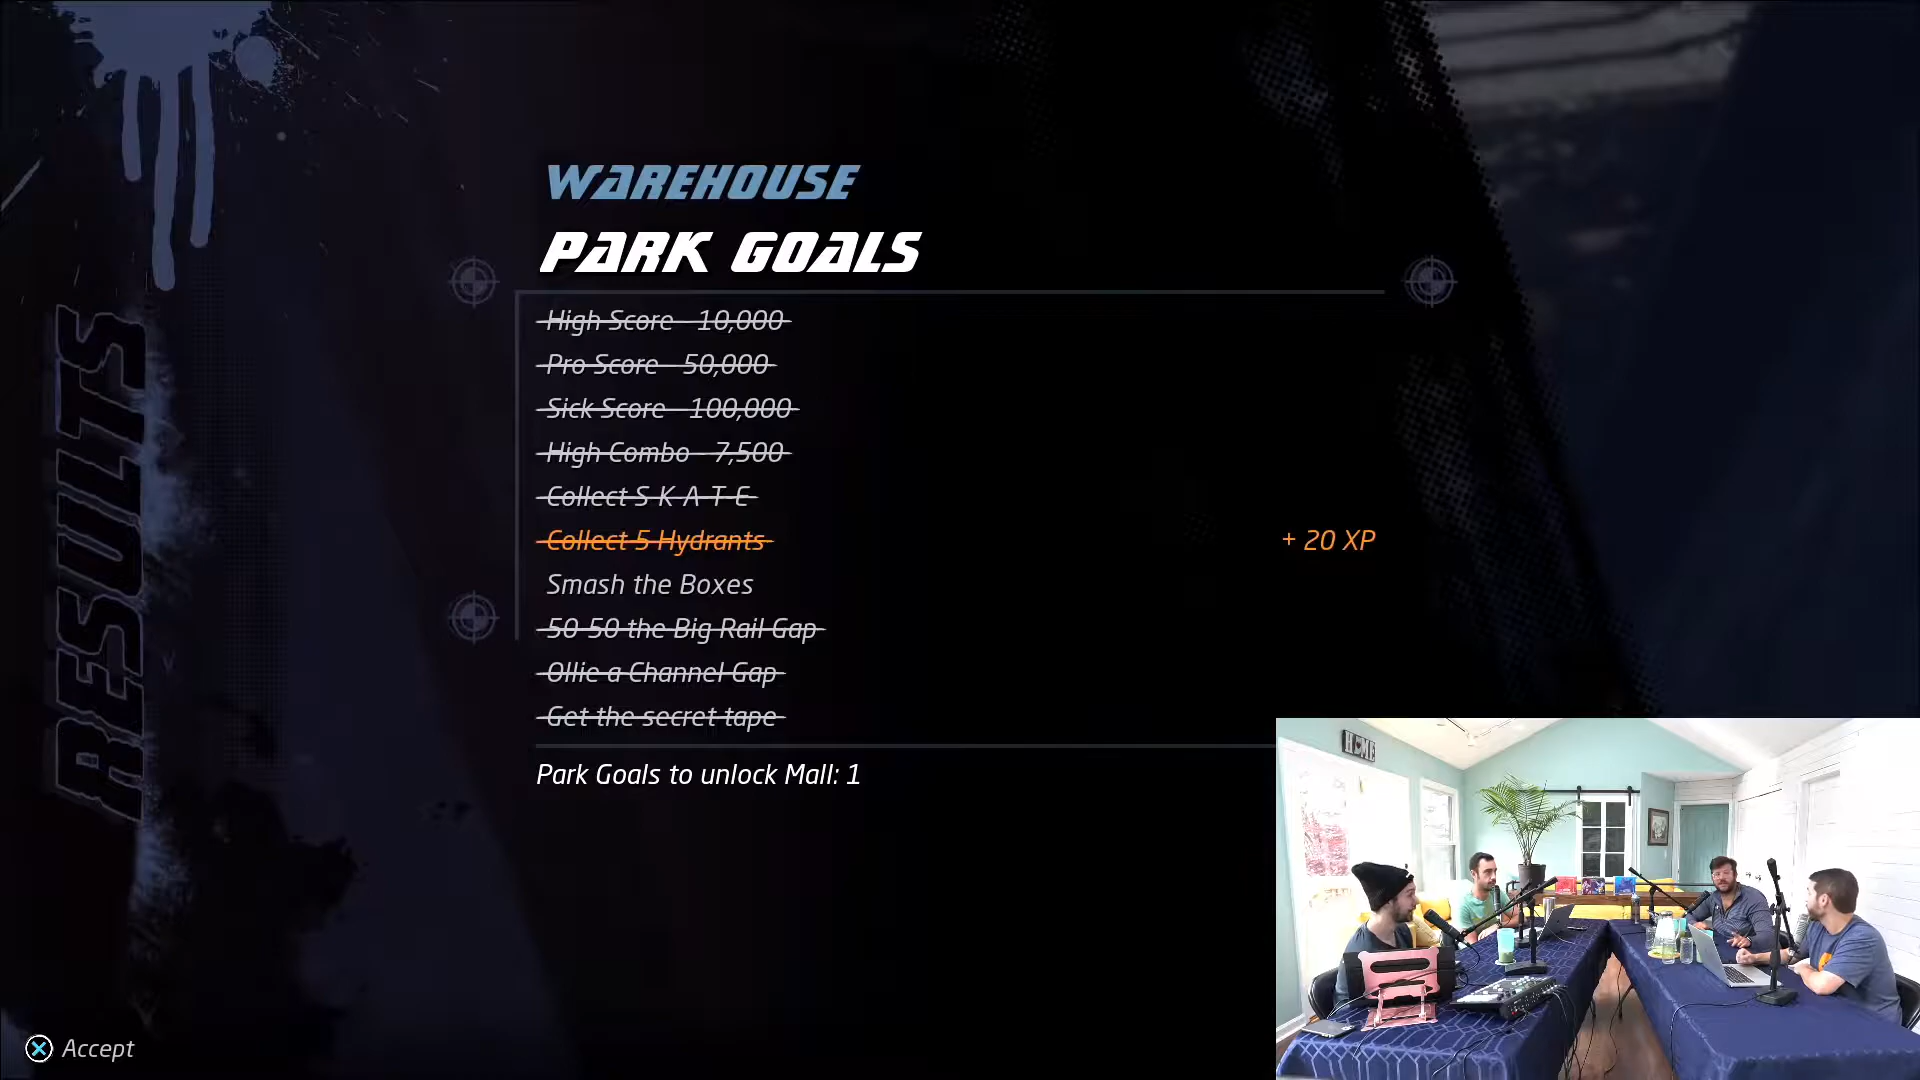 RESULTS
WAREHOUSE
PARK GOALS
High Score - 10,000
Pro Score - 50,000
Sick Score - 100,000
High Combo - 7,500
Collect S-K-A-T-E
Collect 5 Hydrants + 20 XP
Smash the Boxes
50-50 the Big Rail Gap
Ollie a Channel Gap
Get the secret tape
Park Goals to unlock Mall: 1
HOME
Accept